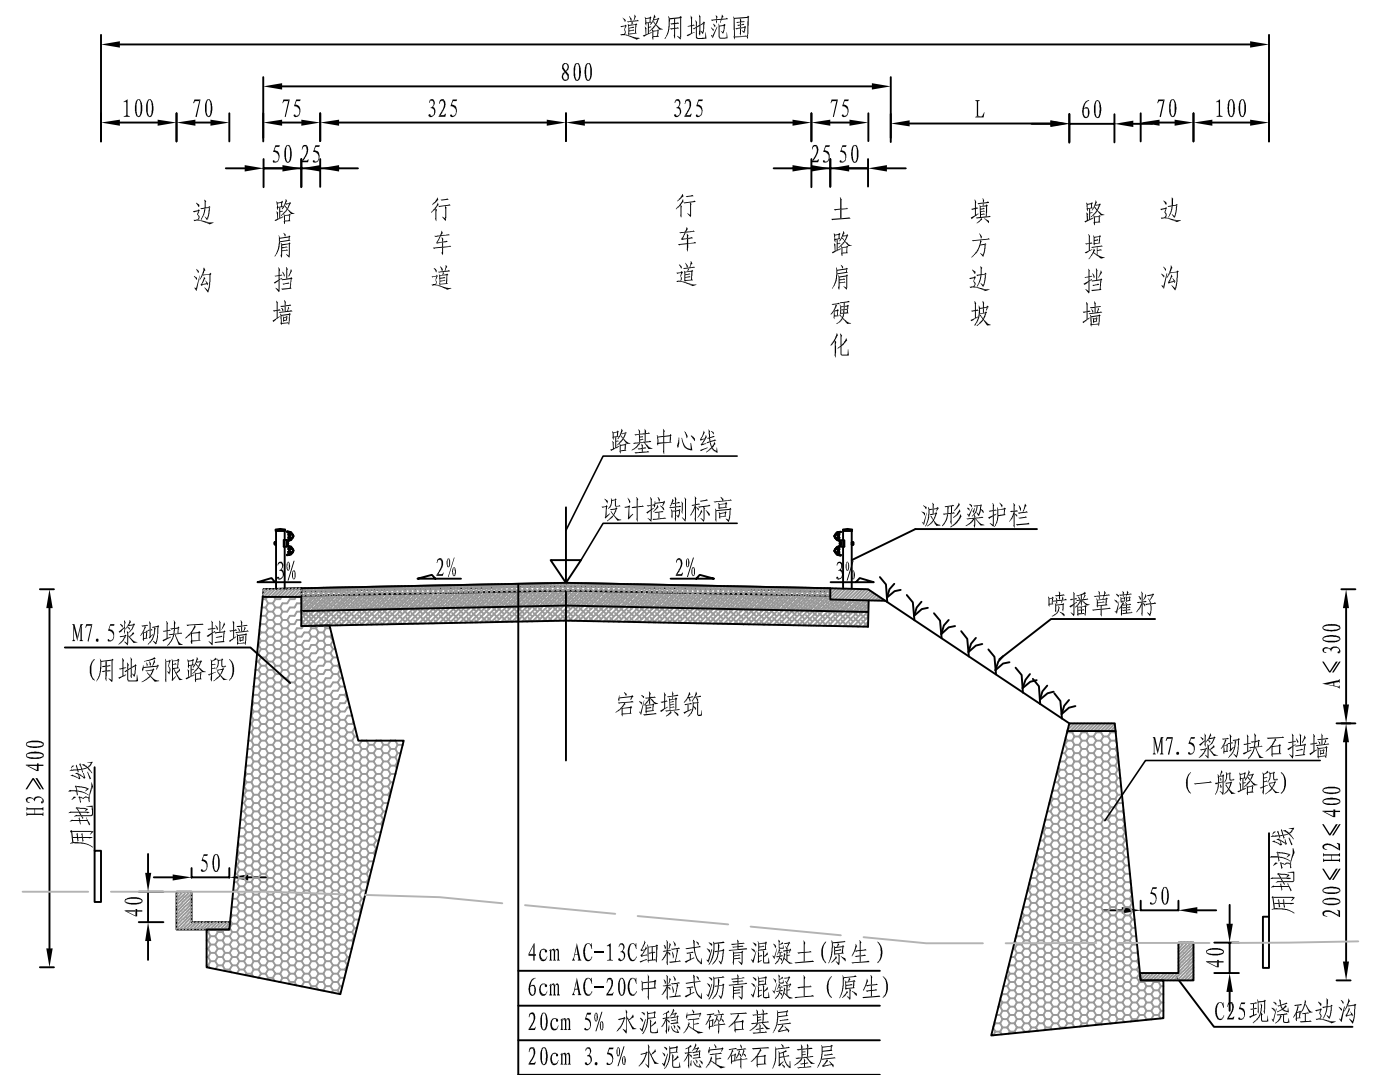 道路用地范围
800
100
70
75
325
325
75
L
60
70
100
50
25
25
50
边沟
路肩挡墙
行车道
行车道
土路肩硬化
填方边坡
路堤挡墙
边沟
路基中心线
设计控制标高
波形梁护栏
3%
2%
2%
3%
喷播草灌籽
M7.5浆砌块石挡墙
(用地受限路段)
A≤300
宕渣填筑
M7.5浆砌块石挡墙
(一般路段)
H3≥400
用地边线
200≤H2≤400
用地边线
50
40
50
40
4cm AC-13C细粒式沥青混凝土(原生)
6cm AC-20C中粒式沥青混凝土(原生)
20cm 5% 水泥稳定碎石基层
20cm 3.5% 水泥稳定碎石底基层
C25现浇砼边沟